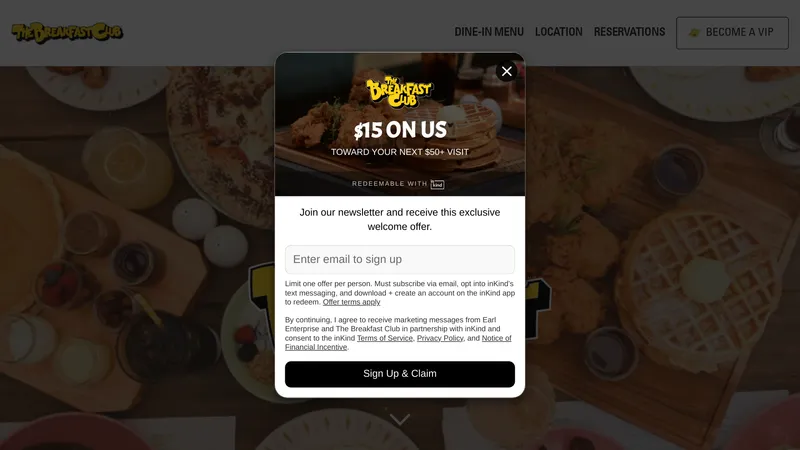 THE BREAKFAST CLUB
DINE-IN MENU
LOCATION
RESERVATIONS
BECOME A VIP
THE
BREAKFAST
CLUB
$15 ON US
TOWARD YOUR NEXT $50+ VISIT
REDEEMABLE WITH inkind
Join our newsletter and receive this exclusive
welcome offer.
Enter email to sign up
Limit one offer per person. Must subscribe via email, opt into inKind's
text messaging, and download + create an account on the inKind app
to redeem. Offer terms apply
By continuing, I agree to receive marketing messages from Earl
Enterprise and The Breakfast Club in partnership with inKind and
consent to the inKind Terms of Service, Privacy Policy, and Notice of
Financial Incentive.
Sign Up & Claim